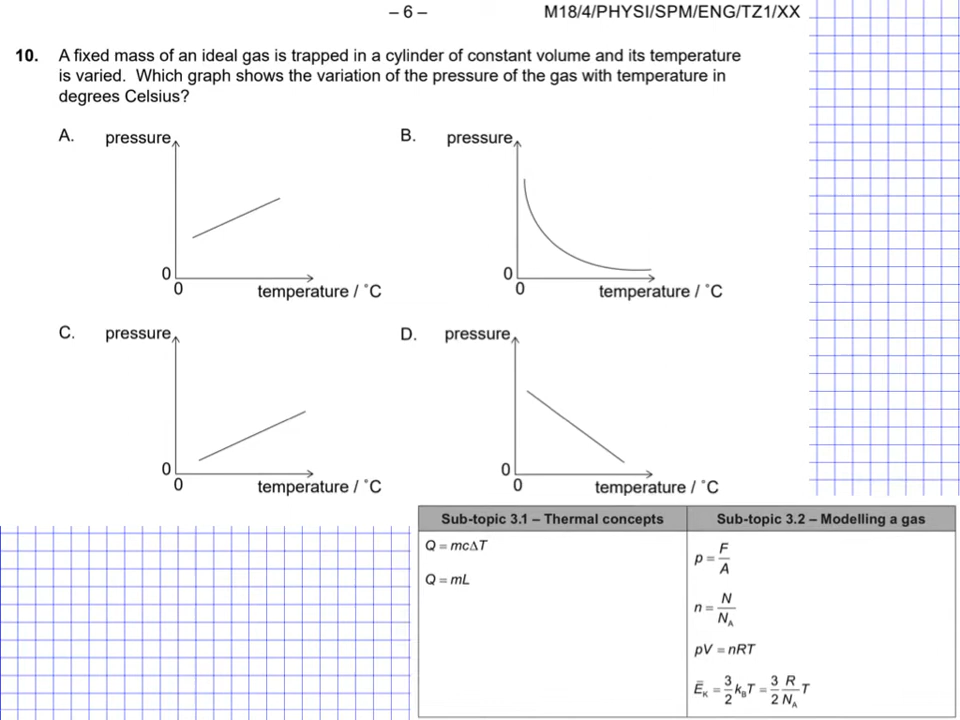 – 6 –
M18/4/PHYSI/SPM/ENG/TZ1/XX
10. A fixed mass of an ideal gas is trapped in a cylinder of constant volume and its temperature
is varied. Which graph shows the variation of the pressure of the gas with temperature in
degrees Celsius?
A. pressure
0
0
temperature / ˚C
B. pressure
0
0
temperature / ˚C
C. pressure
0
0
temperature / ˚C
D. pressure
0
0
temperature / ˚C
Sub-topic 3.1 – Thermal concepts
Q = mcΔT
Q = mL
Sub-topic 3.2 – Modelling a gas
p = F/A
n = N/N_A
pV = nRT
Ē_K = 3/2 k_B T = 3/2 R/N_A T